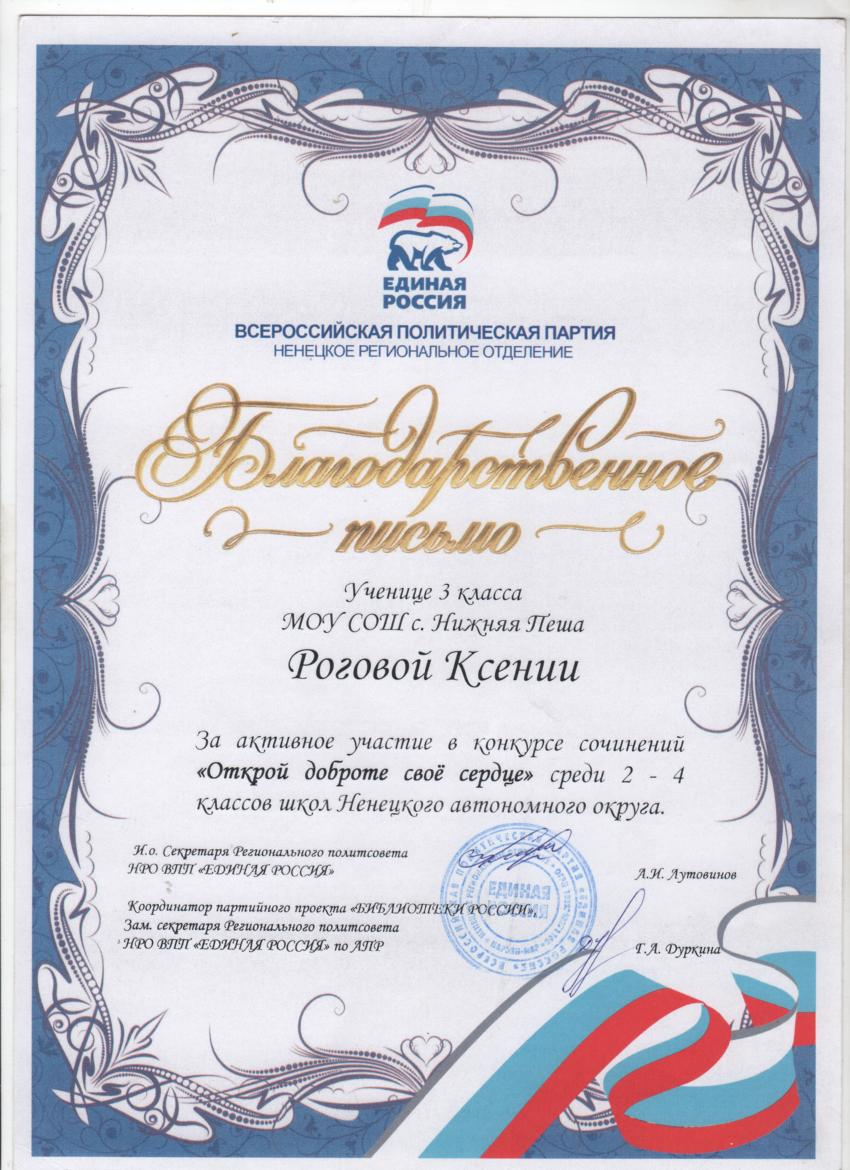 ЕДИНАЯ
РОССИЯ
ВСЕРОССИЙСКАЯ ПОЛИТИЧЕСКАЯ ПАРТИЯ
НЕНЕЦКОЕ РЕГИОНАЛЬНОЕ ОТДЕЛЕНИЕ
Благодарственное
письмо
Ученице 3 класса
МОУ СОШ с. Нижняя Пеша
Роговой Ксении
За активное участие в конкурсе сочинений
«Открой доброте своё сердце» среди 2 - 4
классов школ Ненецкого автономного округа.
И.о. Секретаря Регионального политсовета
НРО ВПП «ЕДИНАЯ РОССИЯ»
А.И. Лутовинов
Координатор партийного проекта «БИБЛИОТЕКИ РОССИИ»,
Зам. секретаря Регионального политсовета
НРО ВПП «ЕДИНАЯ РОССИЯ» по АПР
Г.А. Дуркина
ЕДИНАЯ
РОССИЯ